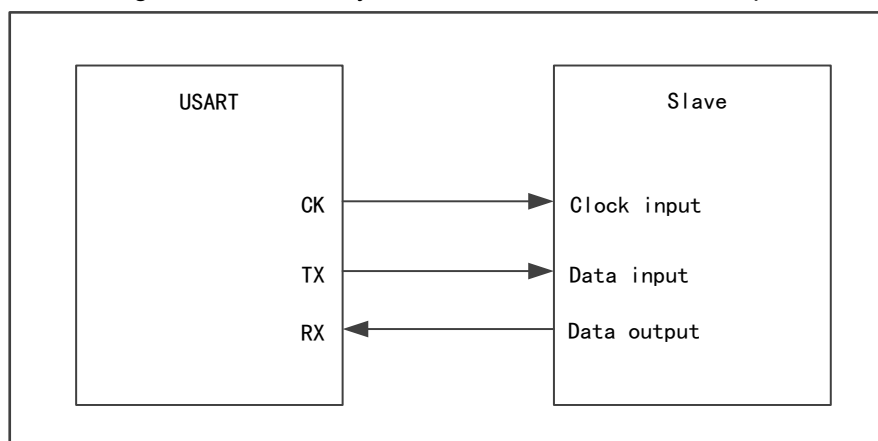 USART Slave
CK Clock input
TX Data input
RX Data output